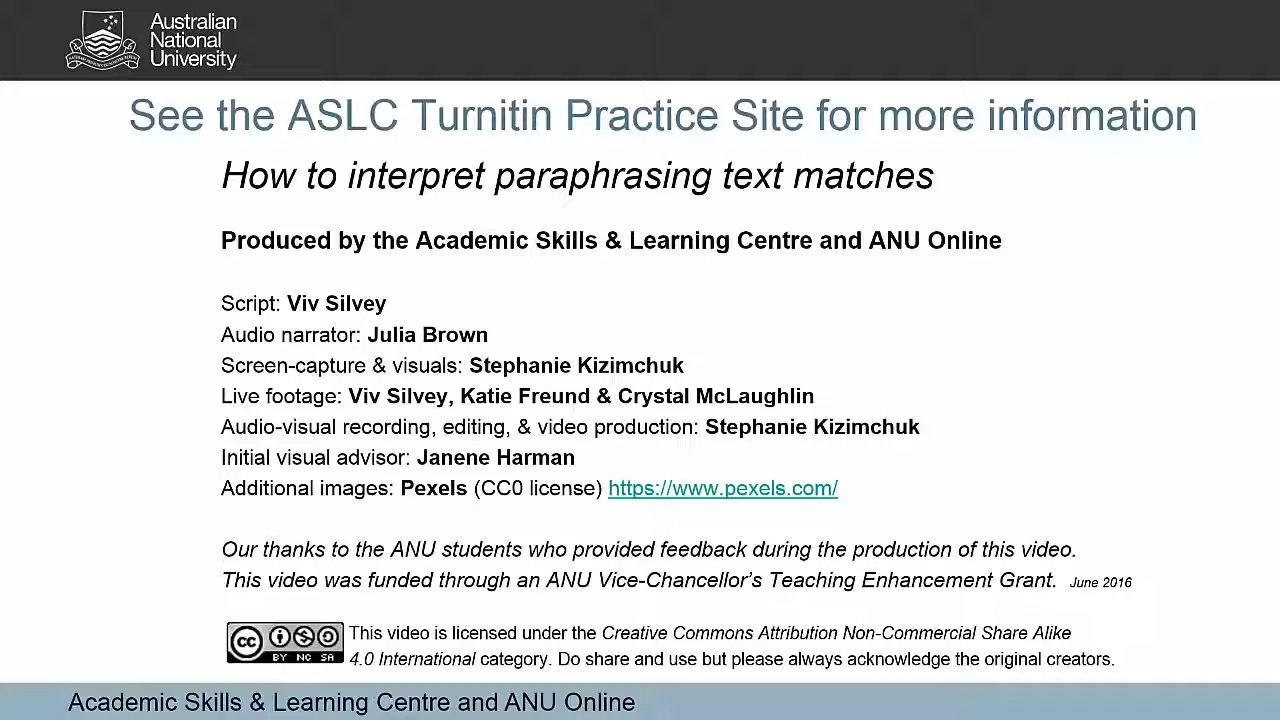 Australian
National
University
See the ASLC Turnitin Practice Site for more information
How to interpret paraphrasing text matches
Produced by the Academic Skills & Learning Centre and ANU Online
Script: Viv Silvey
Audio narrator: Julia Brown
Screen-capture & visuals: Stephanie Kizimchuk
Live footage: Viv Silvey, Katie Freund & Crystal McLaughlin
Audio-visual recording, editing, & video production: Stephanie Kizimchuk
Initial visual advisor: Janene Harman
Additional images: Pexels (CC0 license) https://www.pexels.com/
Our thanks to the ANU students who provided feedback during the production of this video.
This video was funded through an ANU Vice-Chancellor’s Teaching Enhancement Grant. June 2016
cc BY NC SA
This video is licensed under the Creative Commons Attribution Non-Commercial Share Alike
4.0 International category. Do share and use but please always acknowledge the original creators.
Academic Skills & Learning Centre and ANU Online